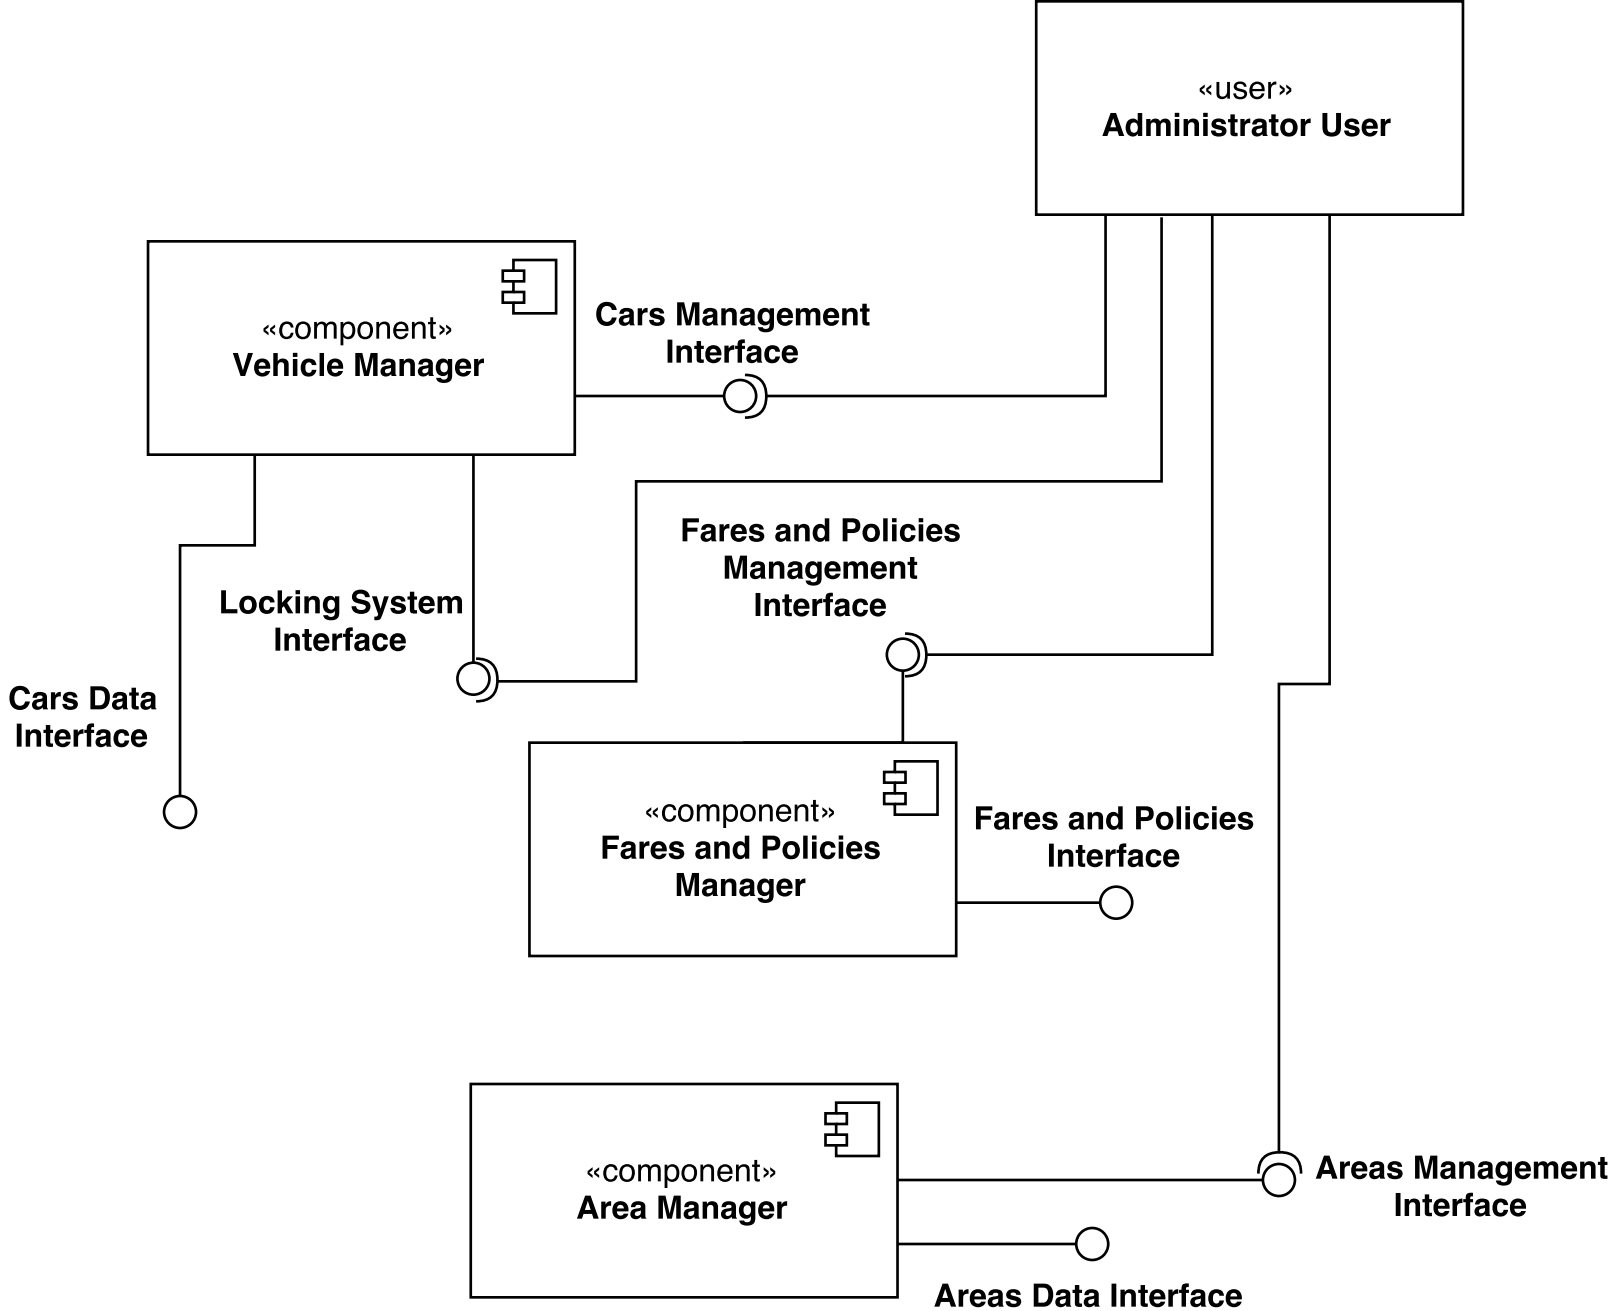 «user»
Administrator User
«component»
Vehicle Manager
Cars Management
Interface
Fares and Policies
Management
Interface
Locking System
Interface
Cars Data
Interface
«component»
Fares and Policies
Manager
Fares and Policies
Interface
«component»
Area Manager
Areas Management
Interface
Areas Data Interface